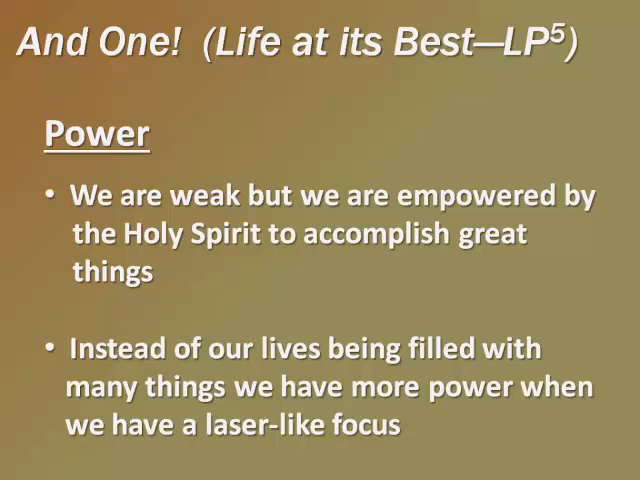 And One!  (Life at its Best—LP⁵)
Power
• We are weak but we are empowered by
the Holy Spirit to accomplish great
things
• Instead of our lives being filled with
many things we have more power when
we have a laser-like focus